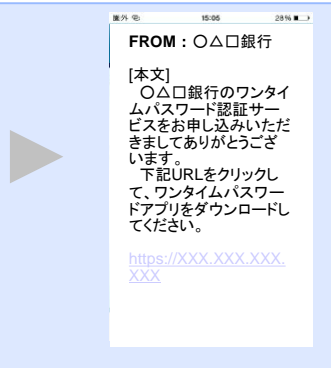 圏外 15:05 28%
FROM：〇△□銀行
[本文]
〇△□銀行のワンタイ
ムパスワード認証サー
ビスをお申し込みいただ
きましてありがとうござ
います。
下記URLをクリックし
て、ワンタイムパスワー
ドアプリをダウンロードし
てください。
https://XXX.XXX.XXX.
XXX